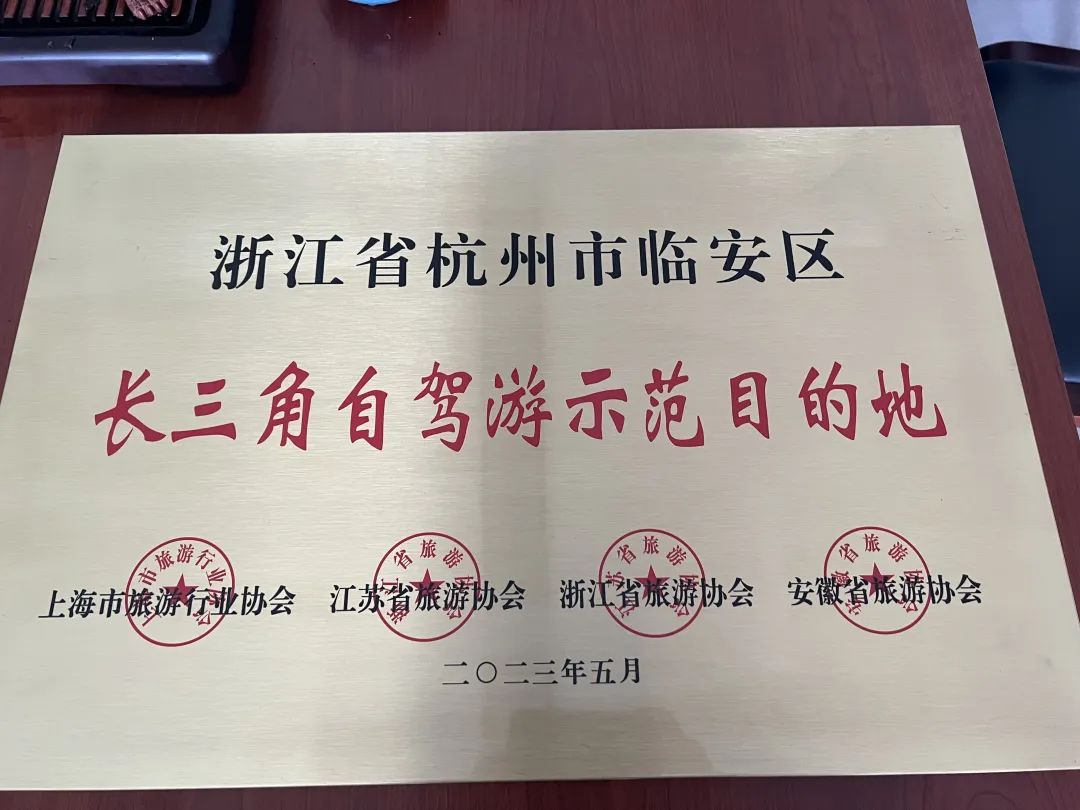 浙江省杭州市临安区
长三角自驾游示范目的地
上海市旅游行业协会 江苏省旅游协会 浙江省旅游协会 安徽省旅游协会
二〇二三年五月